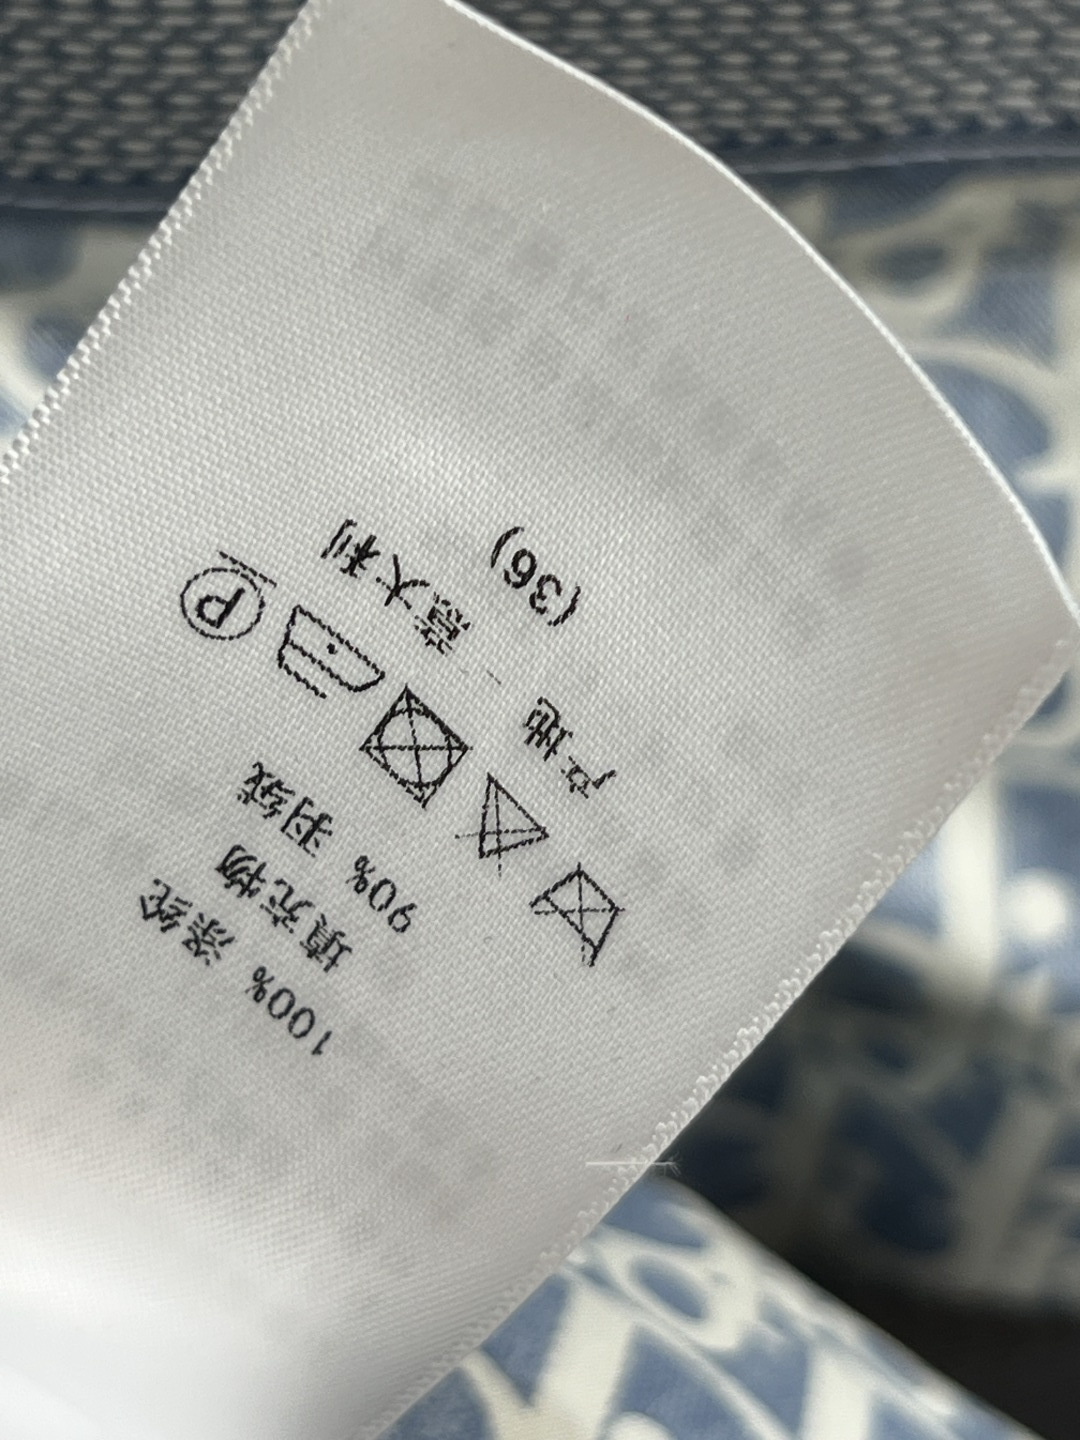 100% 涤纶
填充物
90% 羽绒
P
产地 意大利
(36)